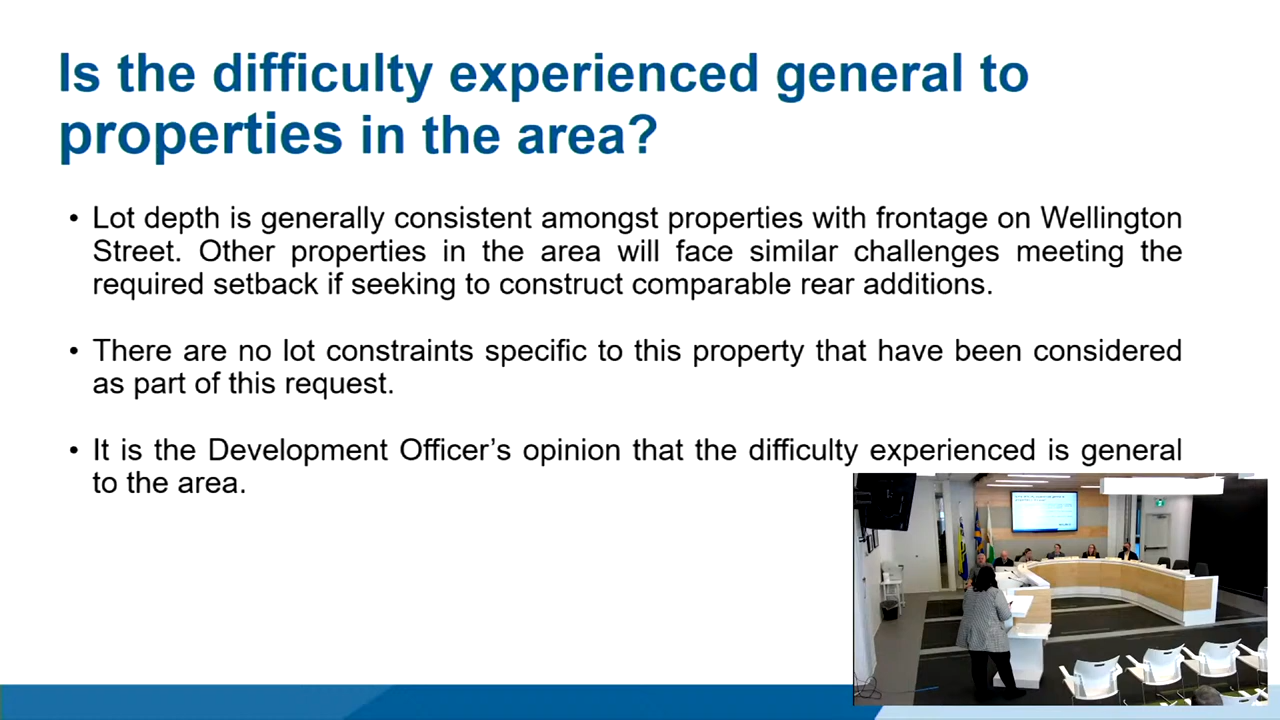 Is the difficulty experienced general to
properties in the area?
• Lot depth is generally consistent amongst properties with frontage on Wellington
Street. Other properties in the area will face similar challenges meeting the
required setback if seeking to construct comparable rear additions.
• There are no lot constraints specific to this property that have been considered
as part of this request.
• It is the Development Officer’s opinion that the difficulty experienced is general
to the area.